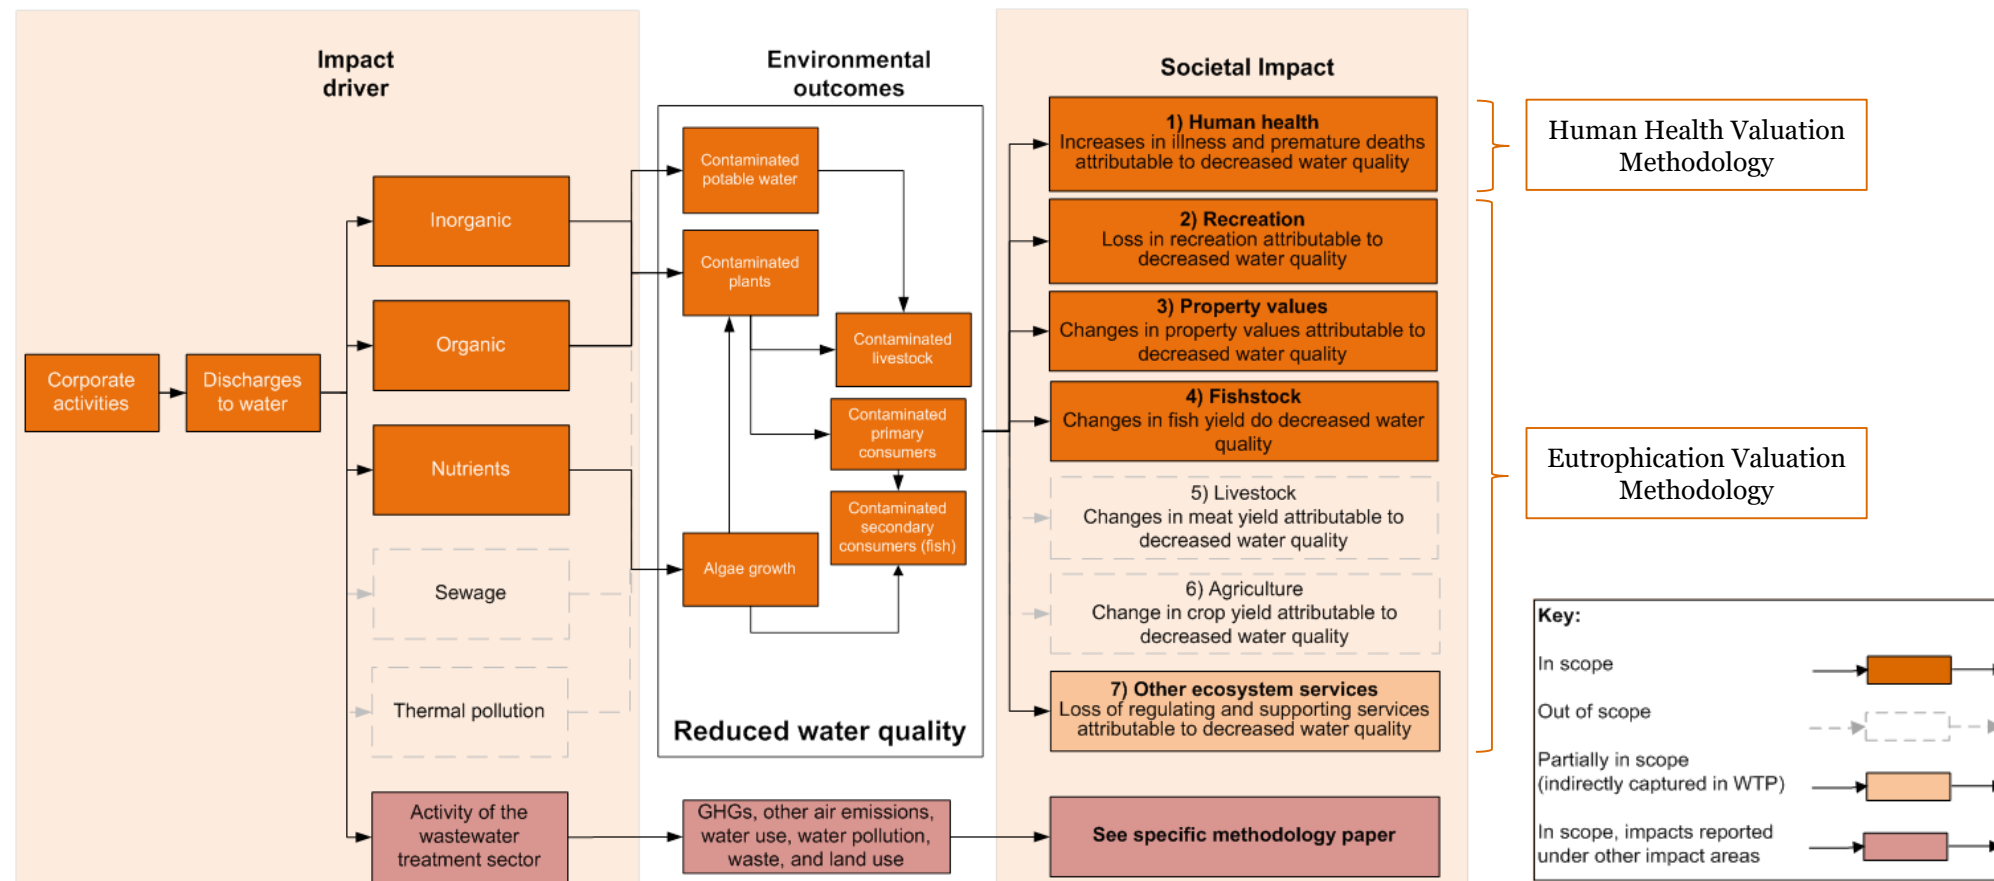 Impact
driver
Environmental
outcomes
Societal Impact
Corporate
activities
Discharges
to water
Inorganic
Organic
Nutrients
Sewage
Thermal pollution
Activity of the
wastewater
treatment sector
Contaminated
potable water
Contaminated
plants
Contaminated
livestock
Contaminated
primary
consumers
Contaminated
secondary
consumers (fish)
Algae growth
Reduced water quality
GHGs, other air emissions,
water use, water pollution,
waste, and land use
1) Human health
Increases in illness and premature deaths
attributable to decreased water quality
2) Recreation
Loss in recreation attributable to
decreased water quality
3) Property values
Changes in property values attributable to
decreased water quality
4) Fishstock
Changes in fish yield do decreased water
quality
5) Livestock
Changes in meat yield attributable to
decreased water quality
6) Agriculture
Change in crop yield attributable to
decreased water quality
7) Other ecosystem services
Loss of regulating and supporting services
attributable to decreased water quality
See specific methodology paper
Human Health Valuation
Methodology
Eutrophication Valuation
Methodology
Key:
In scope
Out of scope
Partially in scope
(indirectly captured in WTP)
In scope, impacts reported
under other impact areas